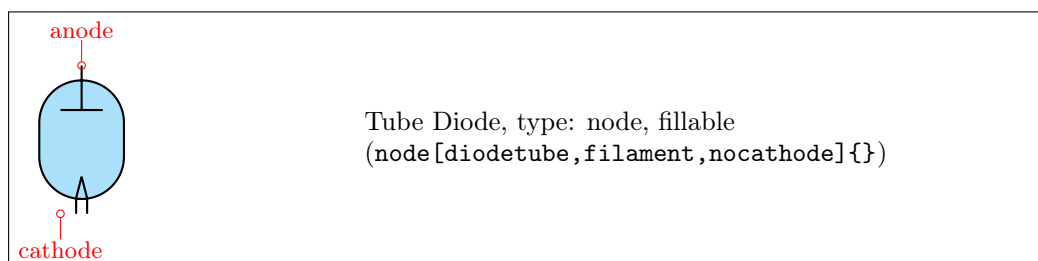 anode
Tube Diode, type: node, fillable
(node[diodetube,filament,nocathode]{})
cathode